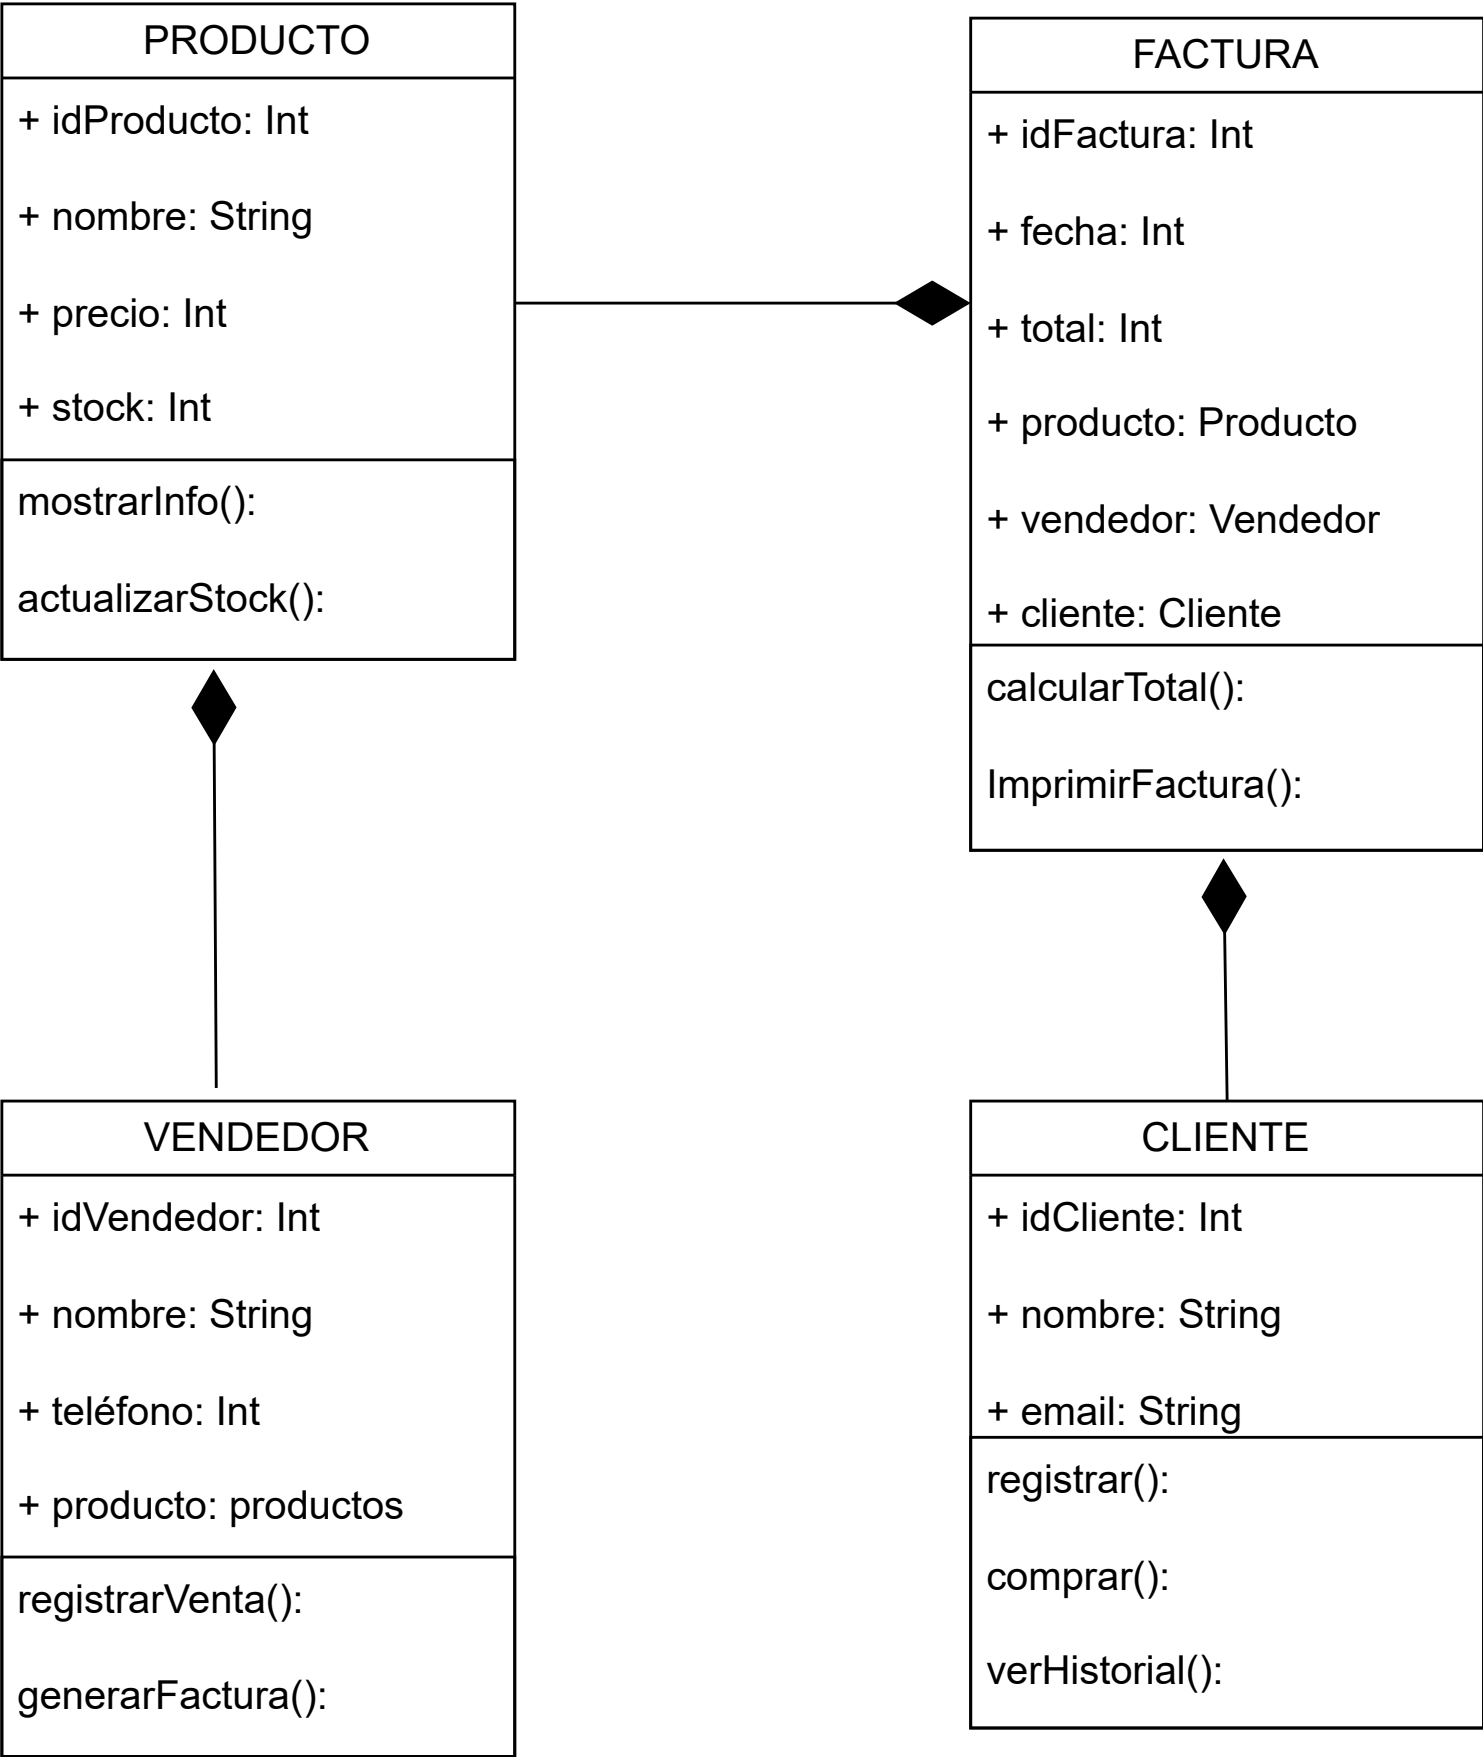 PRODUCTO
+ idProducto: Int
+ nombre: String
+ precio: Int
+ stock: Int
mostrarInfo():
actualizarStock():
FACTURA
+ idFactura: Int
+ fecha: Int
+ total: Int
+ producto: Producto
+ vendedor: Vendedor
+ cliente: Cliente
calcularTotal():
ImprimirFactura():
VENDEDOR
+ idVendedor: Int
+ nombre: String
+ teléfono: Int
+ producto: productos
registrarVenta():
generarFactura():
CLIENTE
+ idCliente: Int
+ nombre: String
+ email: String
registrar():
comprar():
verHistorial():